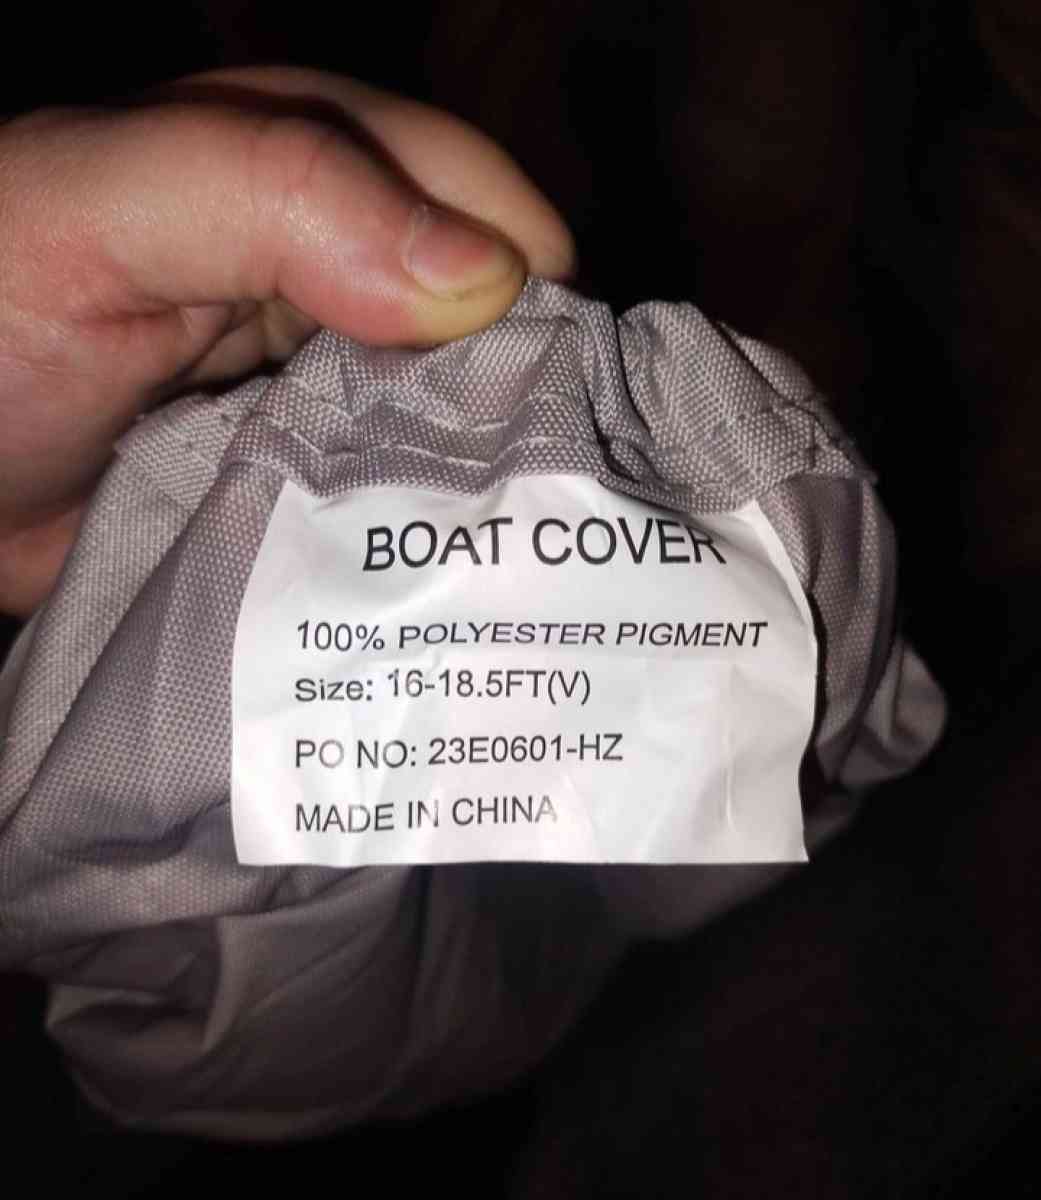 BOAT COVER
100% POLYESTER PIGMENT
Size: 16-18.5FT(V)
PO NO: 23E0601-HZ
MADE IN CHINA